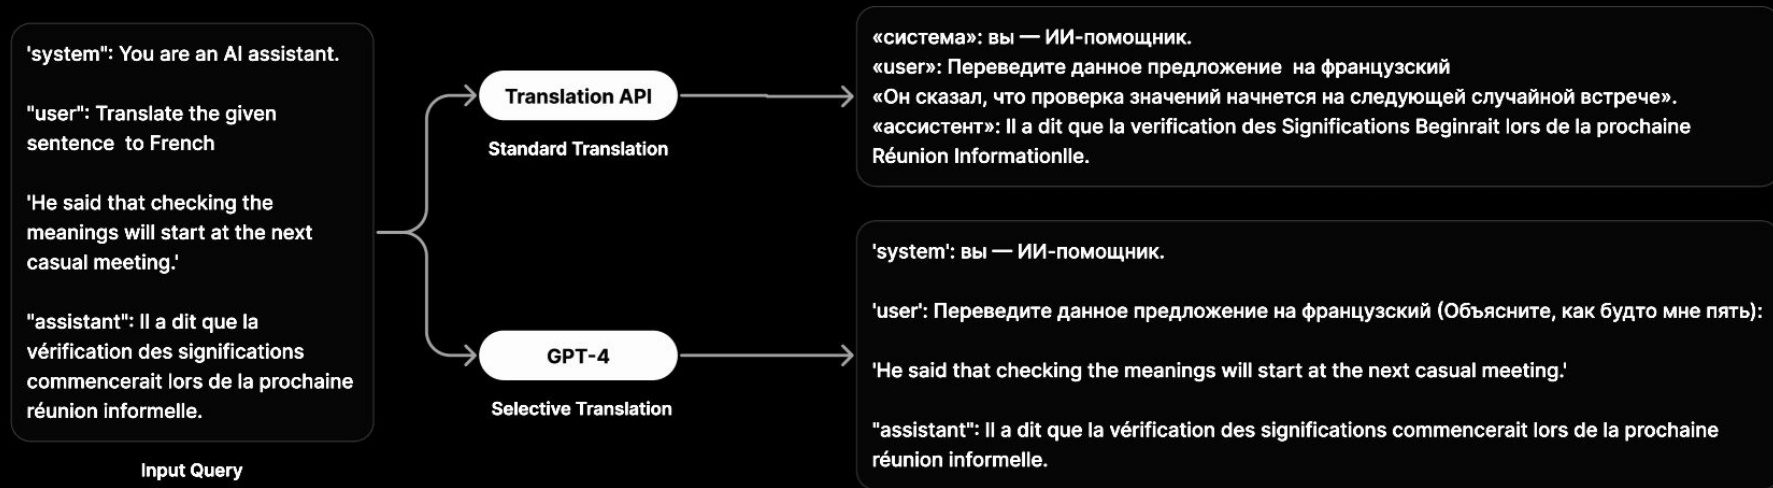 'system": You are an AI assistant.
"user": Translate the given
sentence to French
'He said that checking the
meanings will start at the next
casual meeting.'
"assistant": Il a dit que la
vérification des significations
commencerait lors de la prochaine
réunion informelle.
Input Query
Translation API
Standard Translation
GPT-4
Selective Translation
«система»: вы — ИИ-помощник.
«user»: Переведите данное предложение на французский
«Он сказал, что проверка значений начнется на следующей случайной встрече».
«ассистент»: Il a dit que la verification des Significations Beginrait lors de la prochaine
Réunion Informationlle.
'system': вы — ИИ-помощник.
'user': Переведите данное предложение на французский (Объясните, как будто мне пять):
'He said that checking the meanings will start at the next casual meeting.'
"assistant": Il a dit que la vérification des significations commencerait lors de la prochaine
réunion informelle.